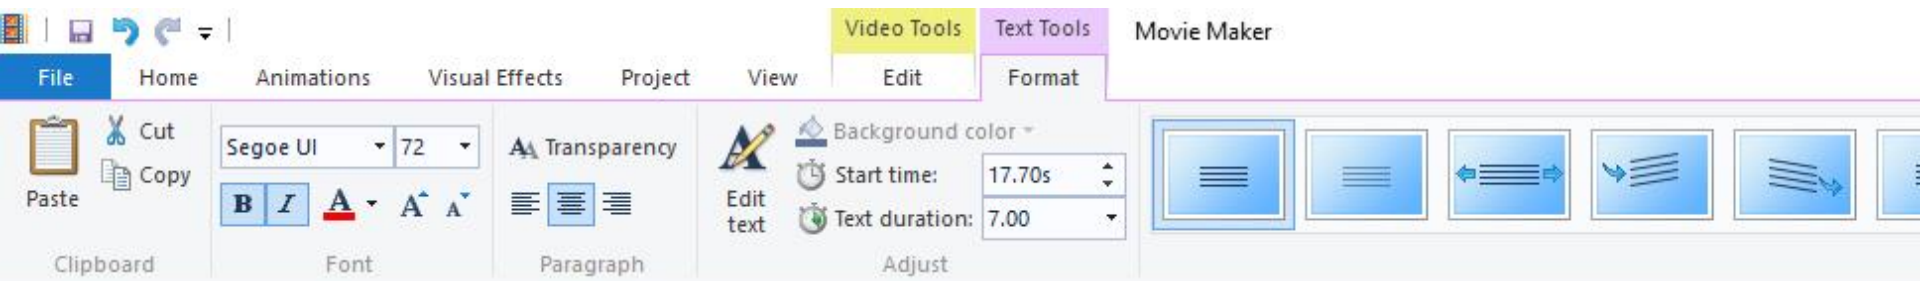 Video Tools Text Tools Movie Maker
File Home Animations Visual Effects Project View Edit Format
Paste
Cut
Copy
Clipboard
Segoe UI 72
B I A A A
Font
AA Transparency
Paragraph
Edit
text
Background color
Start time: 17.70s
Text duration: 7.00
Adjust